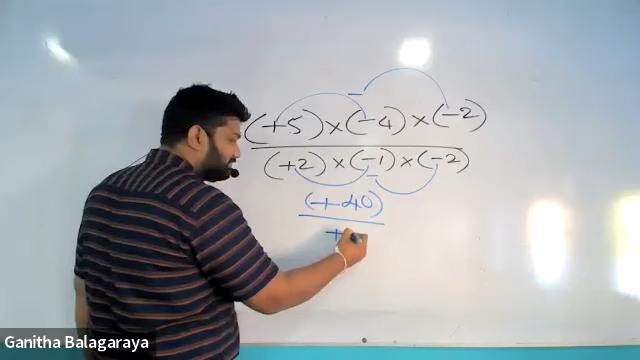 (+5)×(-4)×(-2)
(+2)×(-1)×(-2)
(+40)
+
Ganitha Balagaraya